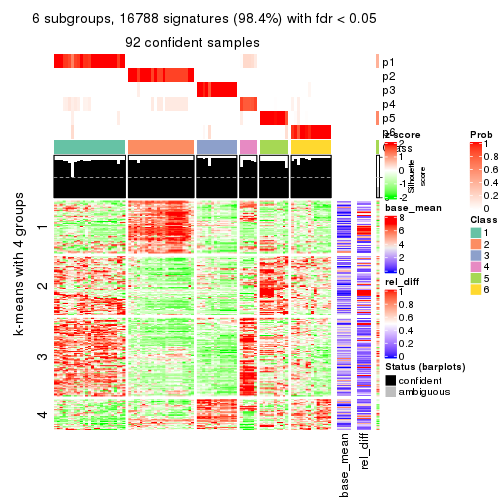 6 subgroups, 16788 signatures (98.4%) with fdr < 0.05
92 confident samples
p1
p2
p3
p4
p5
p6
Class
Silhouette score
k-means with 4 groups
1
2
3
4
base_mean
rel_diff
z-score
2
1
0
-1
-2
base_mean
8
6
4
2
0
rel_diff
1
0.8
0.6
0.4
0.2
0
Status (barplots)
confident
ambiguous
Prob
1
0.8
0.6
0.4
0.2
0
Class
1
2
3
4
5
6